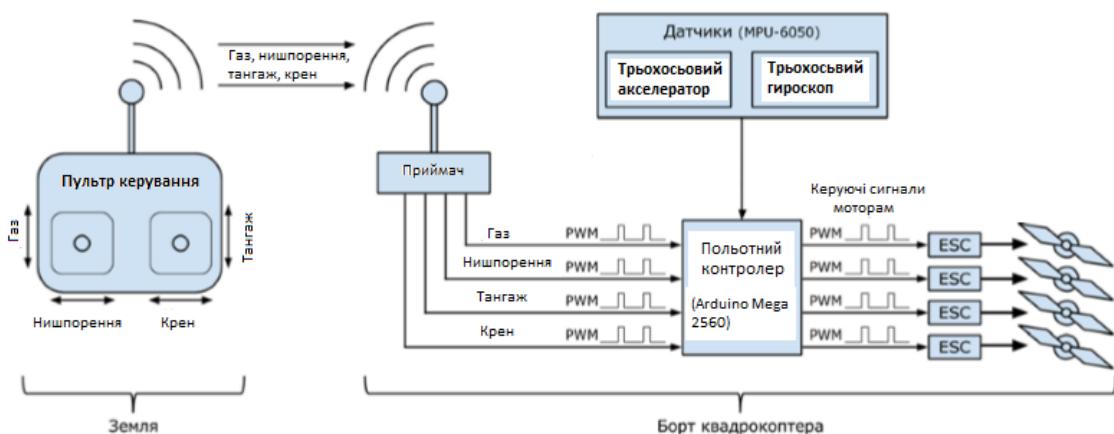 Газ, нишпорення,
тангаж, крен
Датчики (MPU-6050)
Трьохосьовий
акселератор
Трьохосьвий
гироскоп
Пультр керування
Газ
Тангаж
Нишпорення
Крен
Приймач
Газ
PWM
Нишпорення
PWM
Тангаж
PWM
Крен
PWM
Польотний
контролер
(Arduino Mega
2560)
Керуючі сигнали
моторам
PWM
ESC
PWM
ESC
PWM
ESC
PWM
ESC
Земля
Борт квадрокоптера